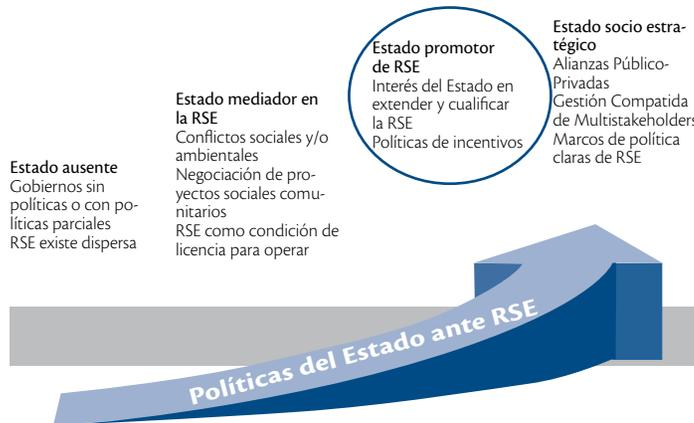 Estado ausente
Gobiernos sin
políticas o con po-
líticas parciales
RSE existe dispersa
Estado mediador en
la RSE
Conflictos sociales y/o
ambientales
Negociación de pro-
yectos sociales comu-
nitarios
RSE como condición de
licencia para operar
Estado promotor
de RSE
Interés del Estado en
extender y cualificar
la RSE
Políticas de incentivos
Estado socio estra-
tégico
Alianzas Público-
Privadas
Gestión Compatida
de Multistakeholders
Marcos de política
claras de RSE
Políticas del Estado ante RSE